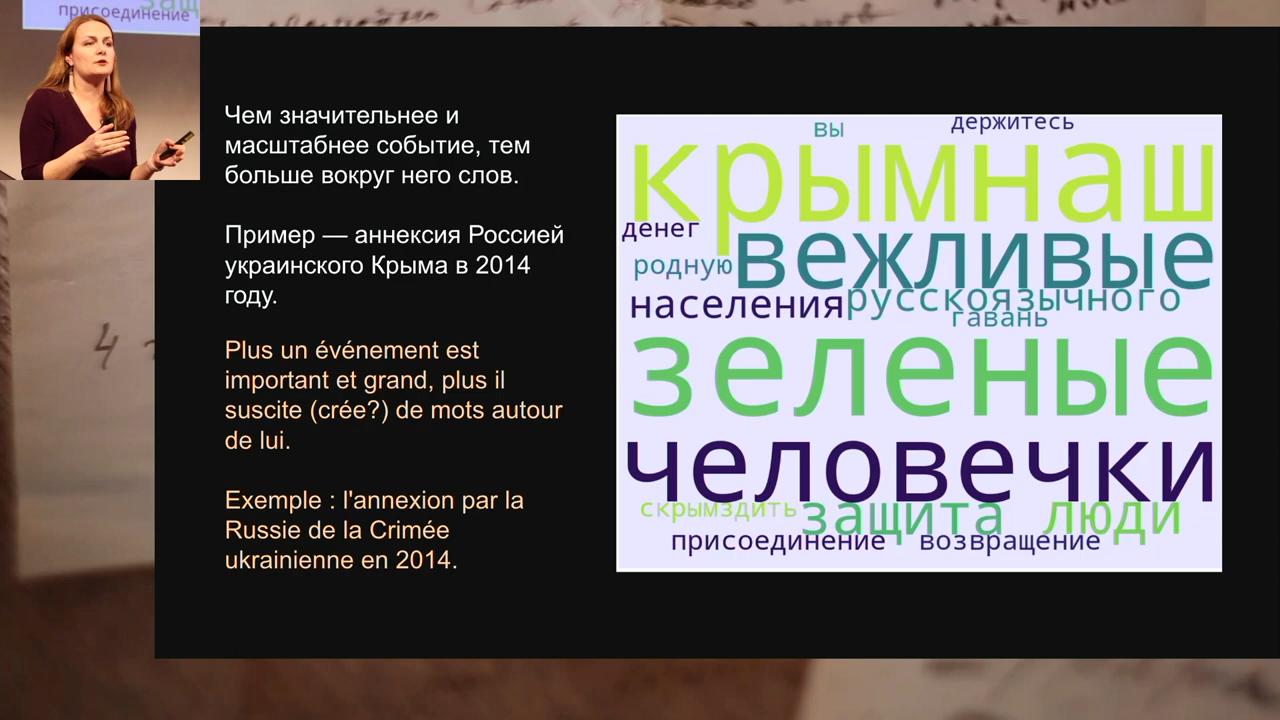 присоединение
Чем значительнее и
масштабнее событие, тем
больше вокруг него слов.
Пример — аннексия Россией
украинского Крыма в 2014
году.
Plus un événement est
important et grand, plus il
suscite (crée?) de mots autour
de lui.
Exemple : l'annexion par la
Russie de la Crimée
ukrainienne en 2014.
вы
держитесь
крымнаш
денег
вежливые
родную
населения
русскоязычного
гавань
зеленые
человечки
скрымздить
защита
люди
присоединение
возвращение